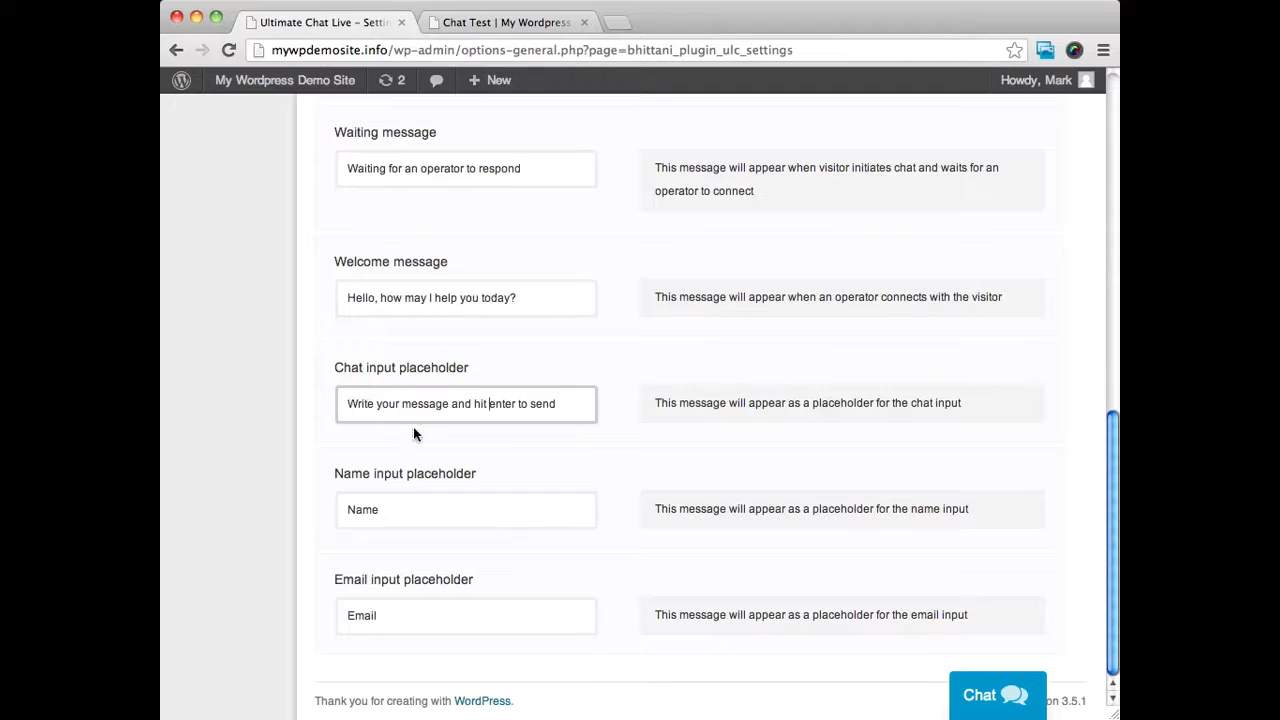 Ultimate Chat Live – Settin
Chat Test | My Wordpress
mywpdemosite.info/wp-admin/options-general.php?page=bhittani_plugin_ulc_settings
My Wordpress Demo Site 2 + New Howdy, Mark
Waiting message
Waiting for an operator to respond
This message will appear when visitor initiates chat and waits for an
operator to connect
Welcome message
Hello, how may I help you today?
This message will appear when an operator connects with the visitor
Chat input placeholder
Write your message and hit enter to send
This message will appear as a placeholder for the chat input
Name input placeholder
Name
This message will appear as a placeholder for the name input
Email input placeholder
Email
This message will appear as a placeholder for the email input
Thank you for creating with WordPress.
Chat
on 3.5.1